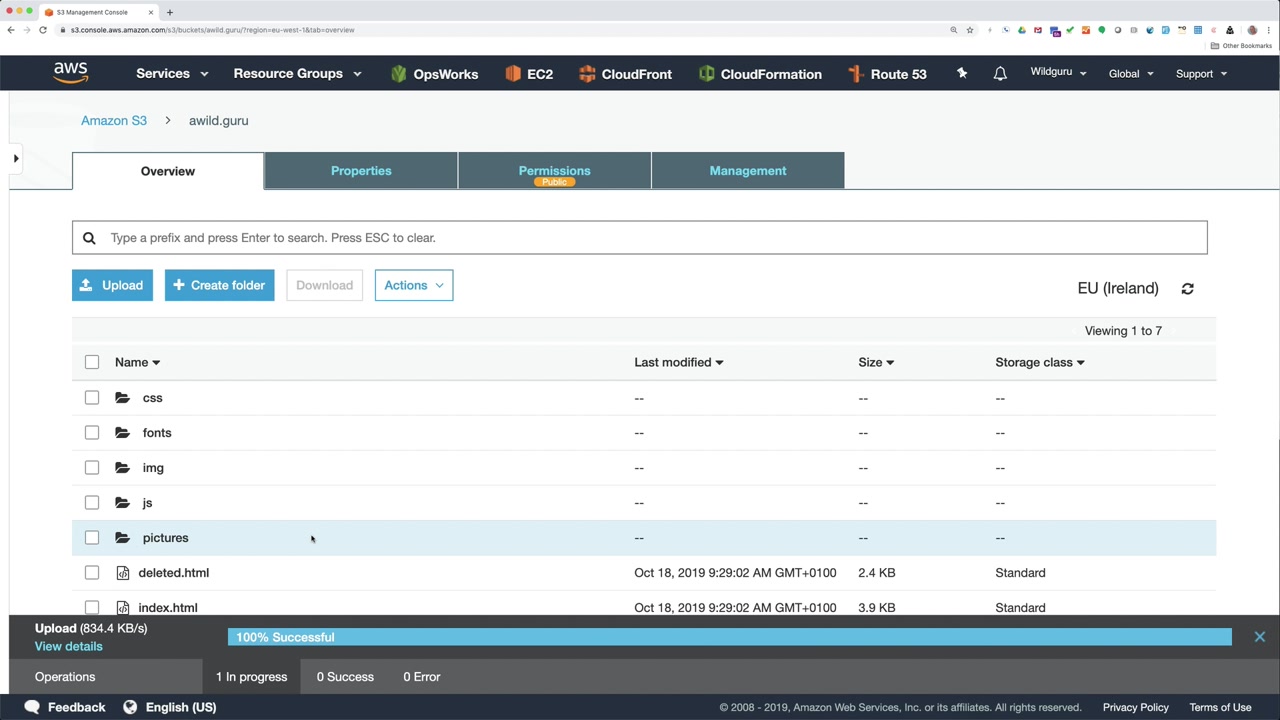 S3 Management Console
s3.console.aws.amazon.com/s3/buckets/awild.guru/?region=eu-west-1&tab=overview
Other Bookmarks
aws
Services
Resource Groups
OpsWorks
EC2
CloudFront
CloudFormation
Route 53
Wildguru
Global
Support
Amazon S3 > awild.guru
Overview
Properties
Permissions
Public
Management
Type a prefix and press Enter to search. Press ESC to clear.
Upload
+ Create folder
Download
Actions
EU (Ireland)
Viewing 1 to 7
Name Last modified Size Storage class
css -- -- --
fonts -- -- --
img -- -- --
js -- -- --
pictures -- -- --
deleted.html Oct 18, 2019 9:29:02 AM GMT+0100 2.4 KB Standard
index.html Oct 18, 2019 9:29:02 AM GMT+0100 3.9 KB Standard
Upload (834.4 KB/s)
100% Successful
View details
Operations
1 In progress
0 Success
0 Error
Feedback
English (US)
© 2008 - 2019, Amazon Web Services, Inc. or its affiliates. All rights reserved.
Privacy Policy
Terms of Use